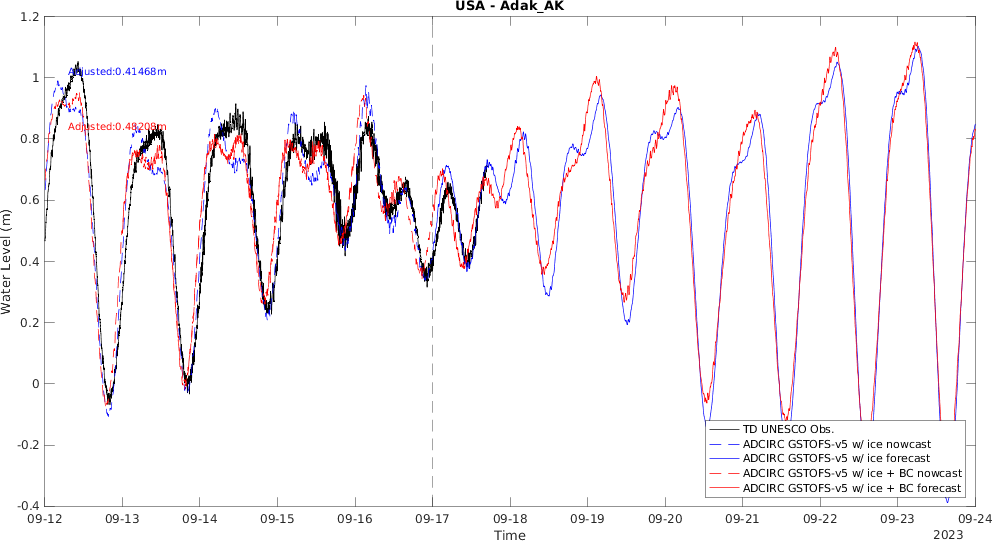 USA - Adak_AK
1.2
1
0.8
0.6
0.4
0.2
0
-0.2
-0.4
Water Level (m)
Adjusted:0.41468m
Adjusted:0.48208m
TD UNESCO Obs.
ADCIRC GSTOFS-v5 w/ ice nowcast
ADCIRC GSTOFS-v5 w/ ice forecast
ADCIRC GSTOFS-v5 w/ ice + BC nowcast
ADCIRC GSTOFS-v5 w/ ice + BC forecast
09-12 09-13 09-14 09-15 09-16 09-17 09-18 09-19 09-20 09-21 09-22 09-23 09-24
Time
2023